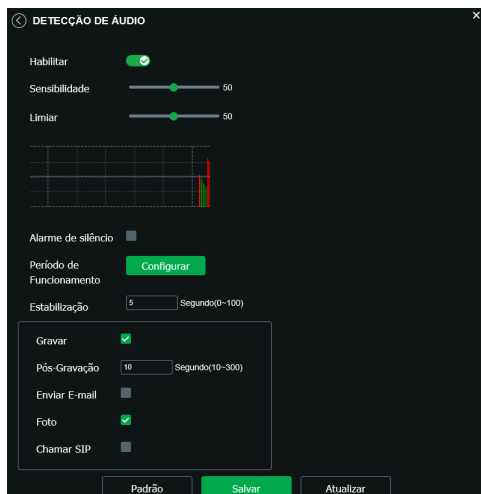 DETECÇÃO DE ÁUDIO
Habilitar
Sensibilidade 50
Limiar 50
Alarme de silêncio
Período de Funcionamento Configurar
Estabilização 5 Segundo(0~100)
Gravar
Pós-Gravação 10 Segundo(10~300)
Enviar E-mail
Foto
Chamar SIP
Padrão Salvar Atualizar